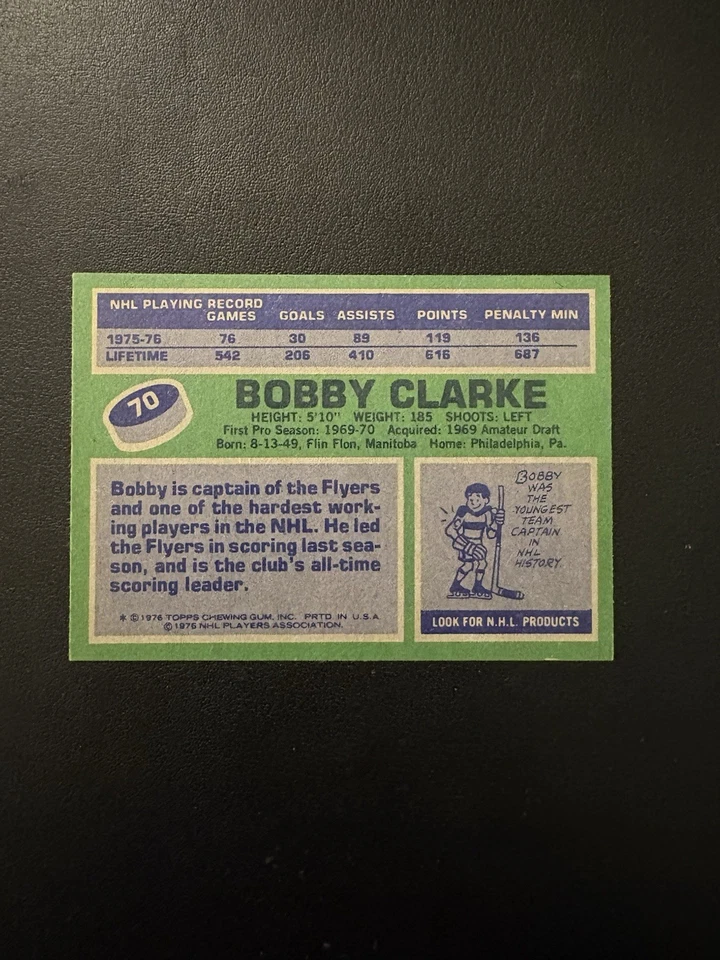 NHL PLAYING RECORD
GAMES GOALS ASSISTS POINTS PENALTY MIN
1975-76 76 30 89 119 136
LIFETIME 542 206 410 616 687
70
BOBBY CLARKE
HEIGHT: 5'10" WEIGHT: 185 SHOOTS: LEFT
First Pro Season: 1969-70 Acquired: 1969 Amateur Draft
Born: 8-13-49, Flin Flon, Manitoba Home: Philadelphia, Pa.
Bobby is captain of the Flyers
and one of the hardest work-
ing players in the NHL. He led
the Flyers in scoring last sea-
son, and is the club's all-time
scoring leader.
* © 1976 TOPPS CHEWING GUM, INC. PRTD. IN U.S.A.
© 1976 NHL PLAYERS ASSOCIATION.
BOBBY
WAS
THE
YOUNGEST
TEAM
CAPTAIN
IN
NHL
HISTORY.
LOOK FOR N.H.L. PRODUCTS